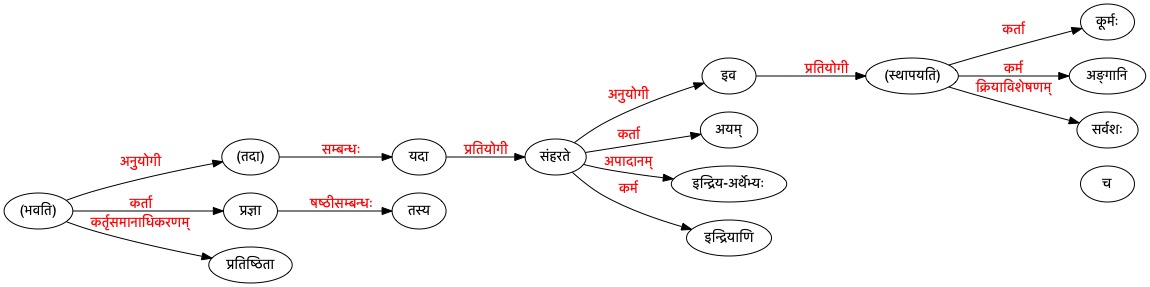 कर्ता
कूर्मः
इव
प्रतियोगी
(स्थापयति)
कर्म
अङ्गानि
अनुयोगी
क्रियाविशेषणम्
अयम्
सर्वशः
कर्ता
अनुयोगी
(तदा)
सम्बन्धः
यदा
प्रतियोगी
संहरते
अपादानम्
इन्द्रिय-अर्थेभ्यः
च
कर्म
(भवति)
कर्ता
प्रज्ञा
षष्ठीसम्बन्धः
तस्य
कर्तृसमानाधिकरणम्
इन्द्रियाणि
प्रतिष्ठिता